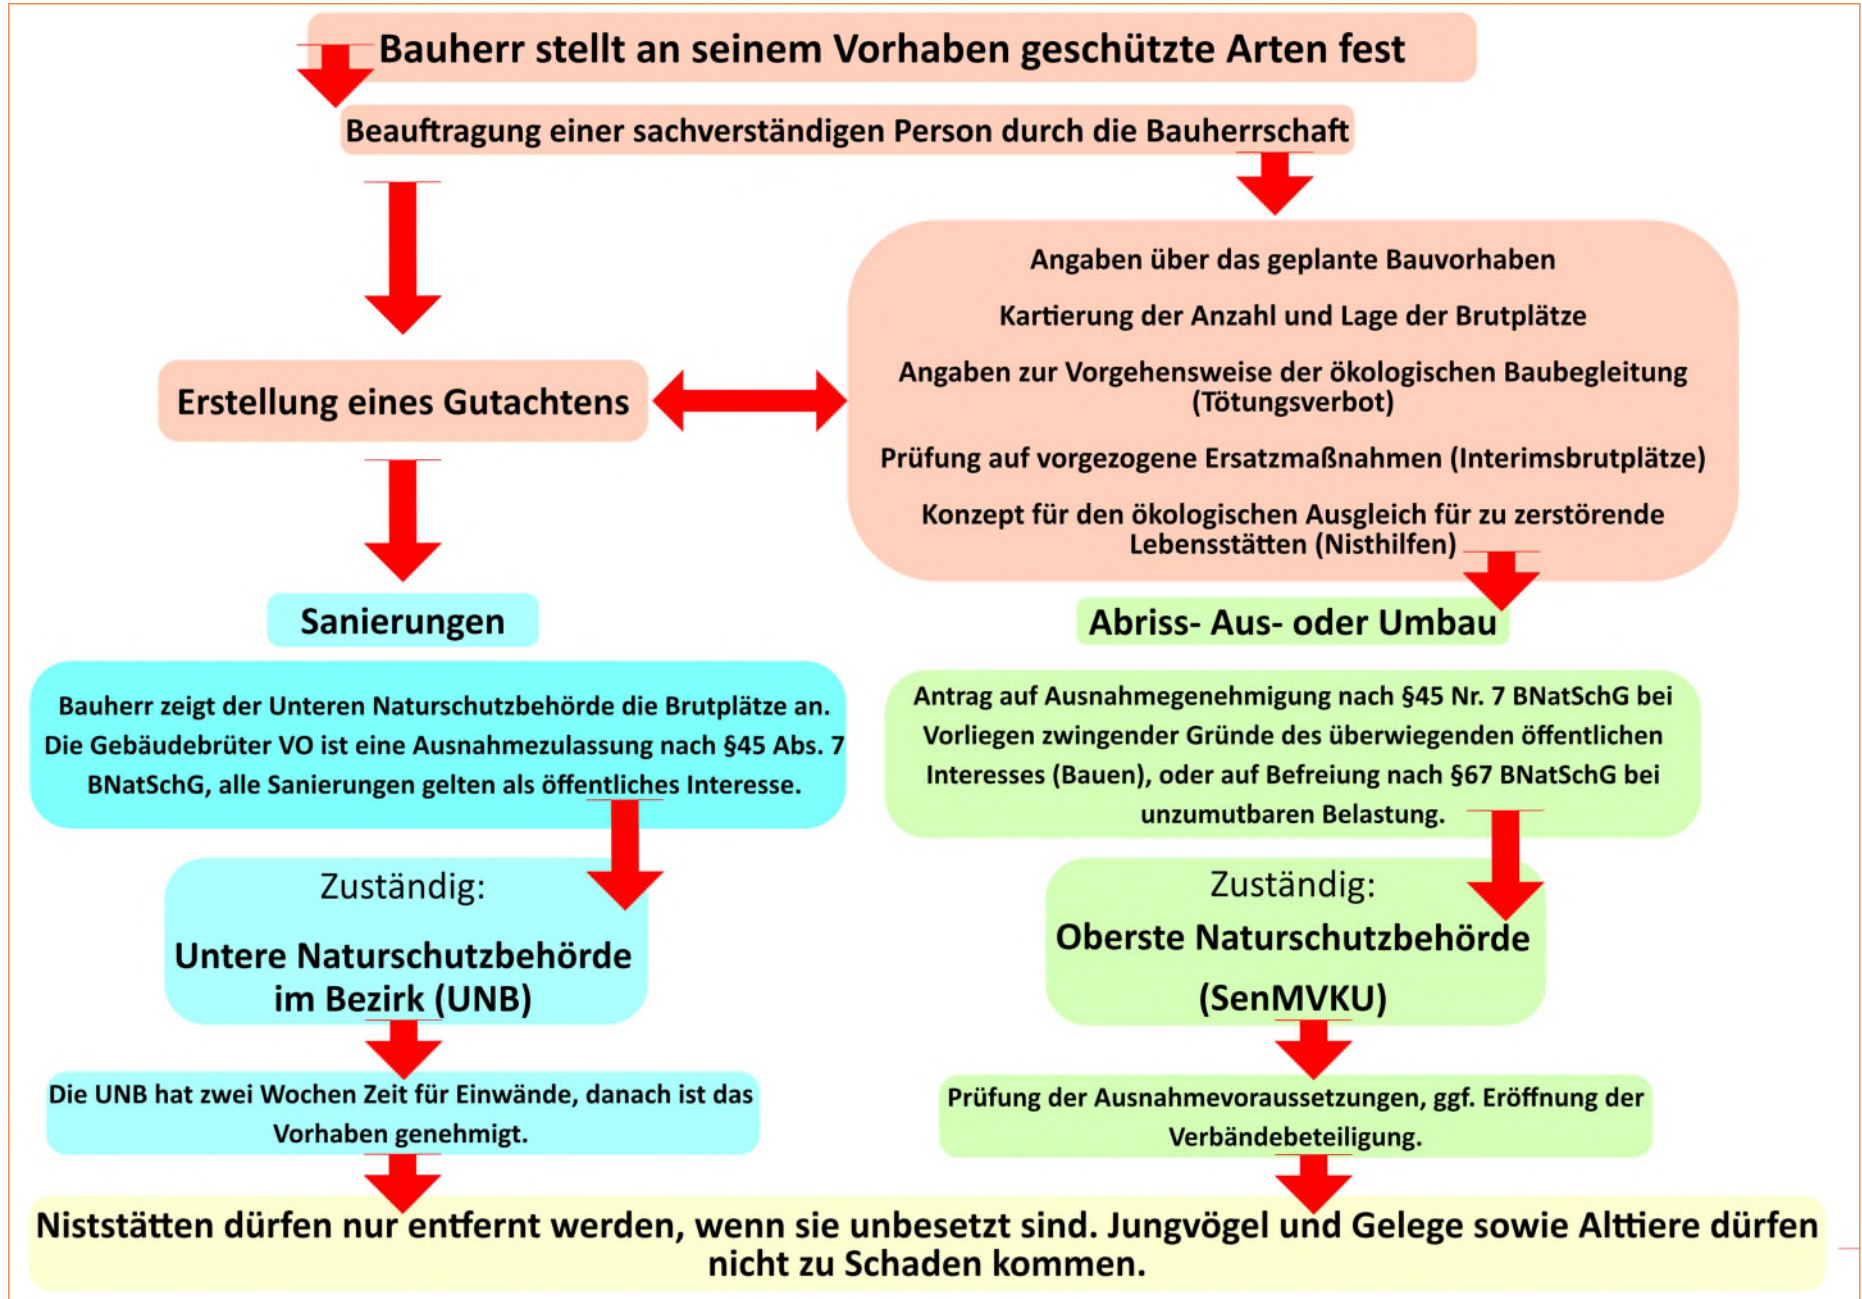 Bauherr stellt an seinem Vorhaben geschützte Arten fest
Beauftragung einer sachverständigen Person durch die Bauherrschaft
Angaben über das geplante Bauvorhaben
Kartierung der Anzahl und Lage der Brutplätze
Angaben zur Vorgehensweise der ökologischen Baubegleitung
(Tötungsverbot)
Prüfung auf vorgezogene Ersatzmaßnahmen (Interimsbrutplätze)
Konzept für den ökologischen Ausgleich für zu zerstörende
Lebensstätten (Nisthilfen)
Erstellung eines Gutachtens
Sanierungen
Bauherr zeigt der Unteren Naturschutzbehörde die Brutplätze an.
Die Gebäudebrüter VO ist eine Ausnahmezulassung nach §45 Abs. 7
BNatSchG, alle Sanierungen gelten als öffentliches Interesse.
Zuständig:
Untere Naturschutzbehörde
im Bezirk (UNB)
Die UNB hat zwei Wochen Zeit für Einwände, danach ist das
Vorhaben genehmigt.
Abriss- Aus- oder Umbau
Antrag auf Ausnahmegenehmigung nach §45 Nr. 7 BNatSchG bei
Vorliegen zwingender Gründe des überwiegenden öffentlichen
Interesses (Bauen), oder auf Befreiung nach §67 BNatSchG bei
unzumutbaren Belastung.
Zuständig:
Oberste Naturschutzbehörde
(SenMVKU)
Prüfung der Ausnahmevoraussetzungen, ggf. Eröffnung der
Verbändebeteiligung.
Niststätten dürfen nur entfernt werden, wenn sie unbesetzt sind. Jungvögel und Gelege sowie Alttiere dürfen
nicht zu Schaden kommen.